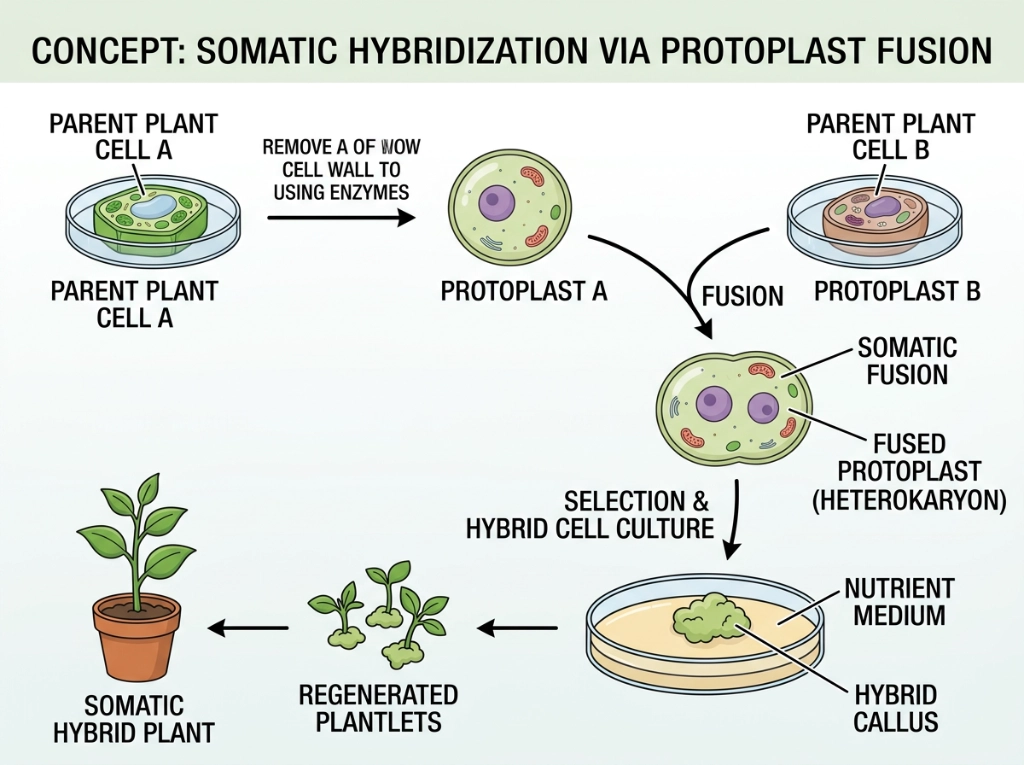 CONCEPT: SOMATIC HYBRIDIZATION VIA PROTOPLAST FUSION
PARENT PLANT
CELL A
REMOVE A OF WOW
CELL WALL TO
USING ENZYMES
PARENT PLANT
CELL B
PARENT PLANT
CELL A
PROTOPLAST A
FUSION
PROTOPLAST B
SOMATIC
FUSION
FUSED
PROTOPLAST
(HETEROKARYON)
SELECTION &
HYBRID CELL CULTURE
NUTRIENT
MEDIUM
HYBRID
CALLUS
REGENERATED
PLANTLETS
SOMATIC
HYBRID PLANT